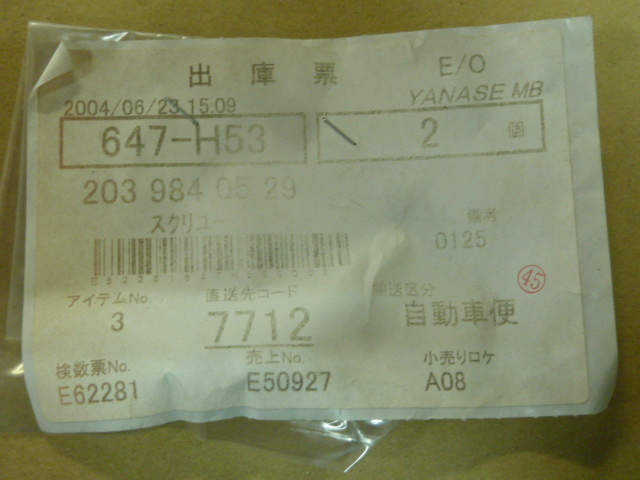 出庫票 E/O
2004/06/23 15:09 YANASE MB
647-H53 2 個
203 984 05 29
スクリュー 備考
0125
アイテムNo. 直送先コード 輸送区分 45
3 7712 自動車便
検数票No. 売上No. 小売りロケ
E62281 E50927 A08